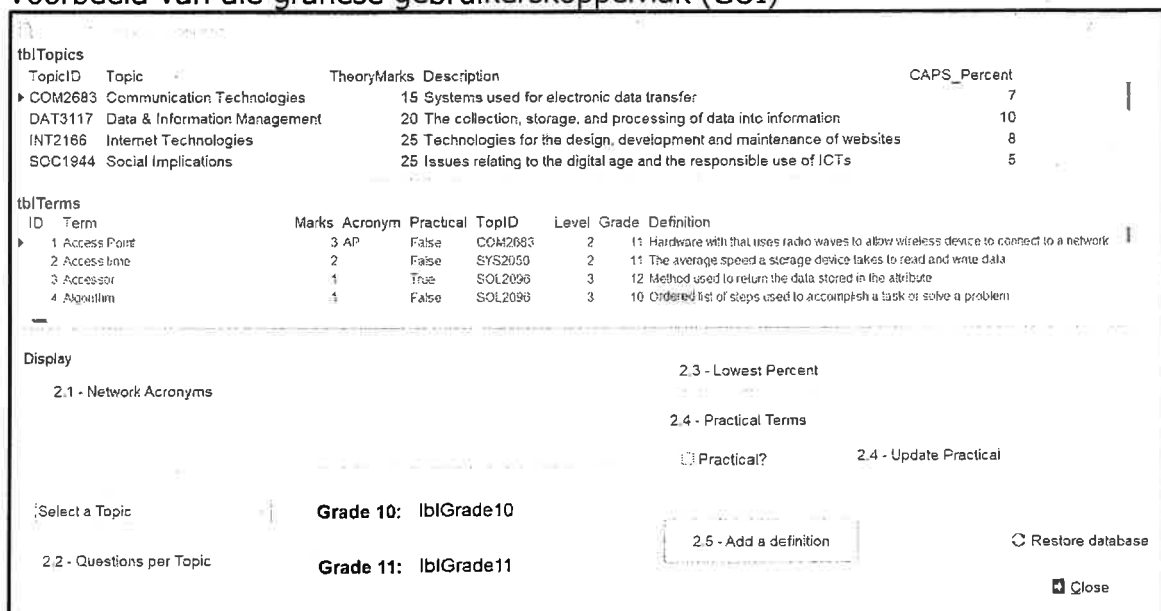 Voorbeeld van die grafiese gebruikerskoppelvlak (GUI)
tblTopics
TopicID Topic TheoryMarks Description CAPS_Percent
COM2683 Communication Technologies 15 Systems used for electronic data transfer 7
DAT3117 Data & Information Management 20 The collection, storage, and processing of data into information 10
INT2166 Internet Technologies 25 Technologies for the design, development and maintenance of websites 8
SOC1944 Social Implications 25 Issues relating to the digital age and the responsible use of ICTs 5
tblTerms
ID Term Marks Acronym Practical TopID Level Grade Definition
1 Access Point 3 AP False COM2683 2 11 Hardware with that uses radio waves to allow wireless device to connect to a network
2 Access time 2 False SYS2050 2 11 The average speed a storage device takes to read and write data
3 Accessor 1 True SOL2096 3 12 Method used to return the data stored in the attribute
4 Algorithm 4 False SOL2096 3 10 Ordered list of steps used to accomplish a task or solve a problem
Display
2.1 - Network Acronyms
2.3 - Lowest Percent
2.4 - Practical Terms
Practical?
2.4 - Update Practical
Select a Topic
Grade 10: lblGrade10
2.2 - Questions per Topic
Grade 11: lblGrade11
2.5 - Add a definition
Restore database
Close